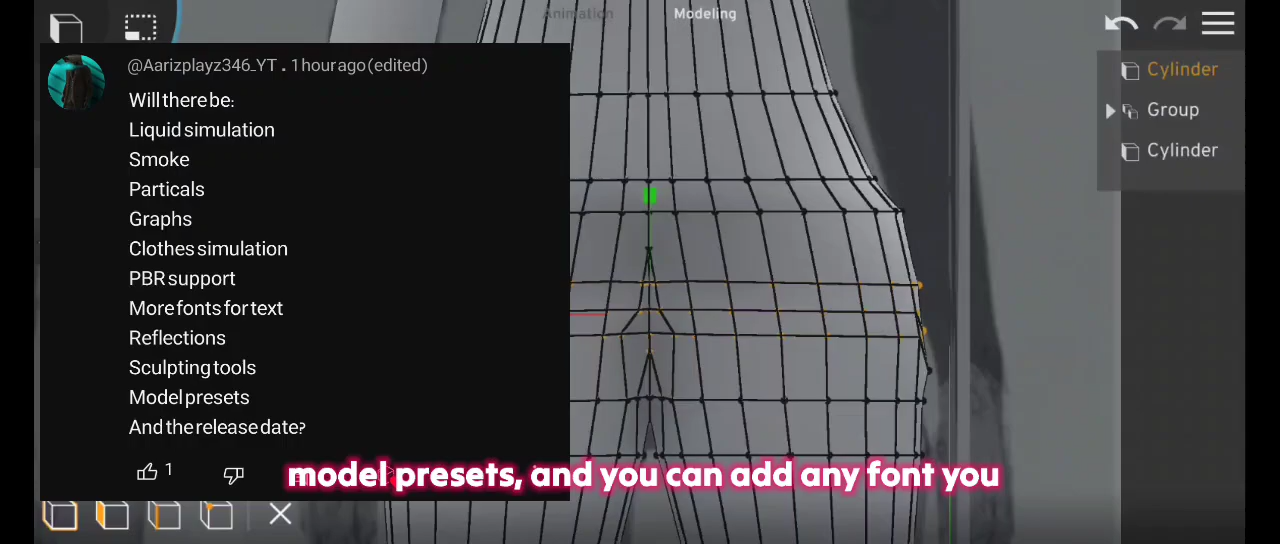 Animation
Modeling
@Aarizplayz346_YT . 1 hour ago (edited)
Will there be:
Liquid simulation
Smoke
Particals
Graphs
Clothes simulation
PBR support
More fonts for text
Reflections
Sculpting tools
Model presets
And the release date?
1
Cylinder
Group
Cylinder
model presets, and you can add any font you